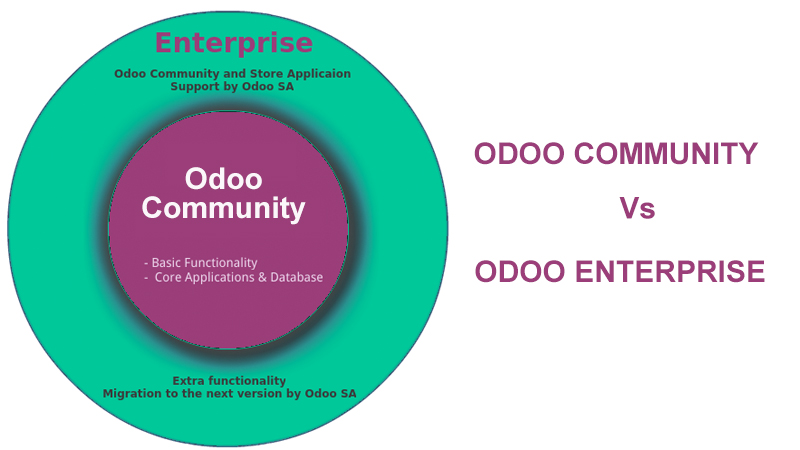 Enterprise
Odoo Community and Store Applicaion
Support by Odoo SA
Odoo
Community
- Basic Functionality
- Core Applications & Database
Extra functionality
Migration to the next version by Odoo SA
ODOO COMMUNITY
Vs
ODOO ENTERPRISE